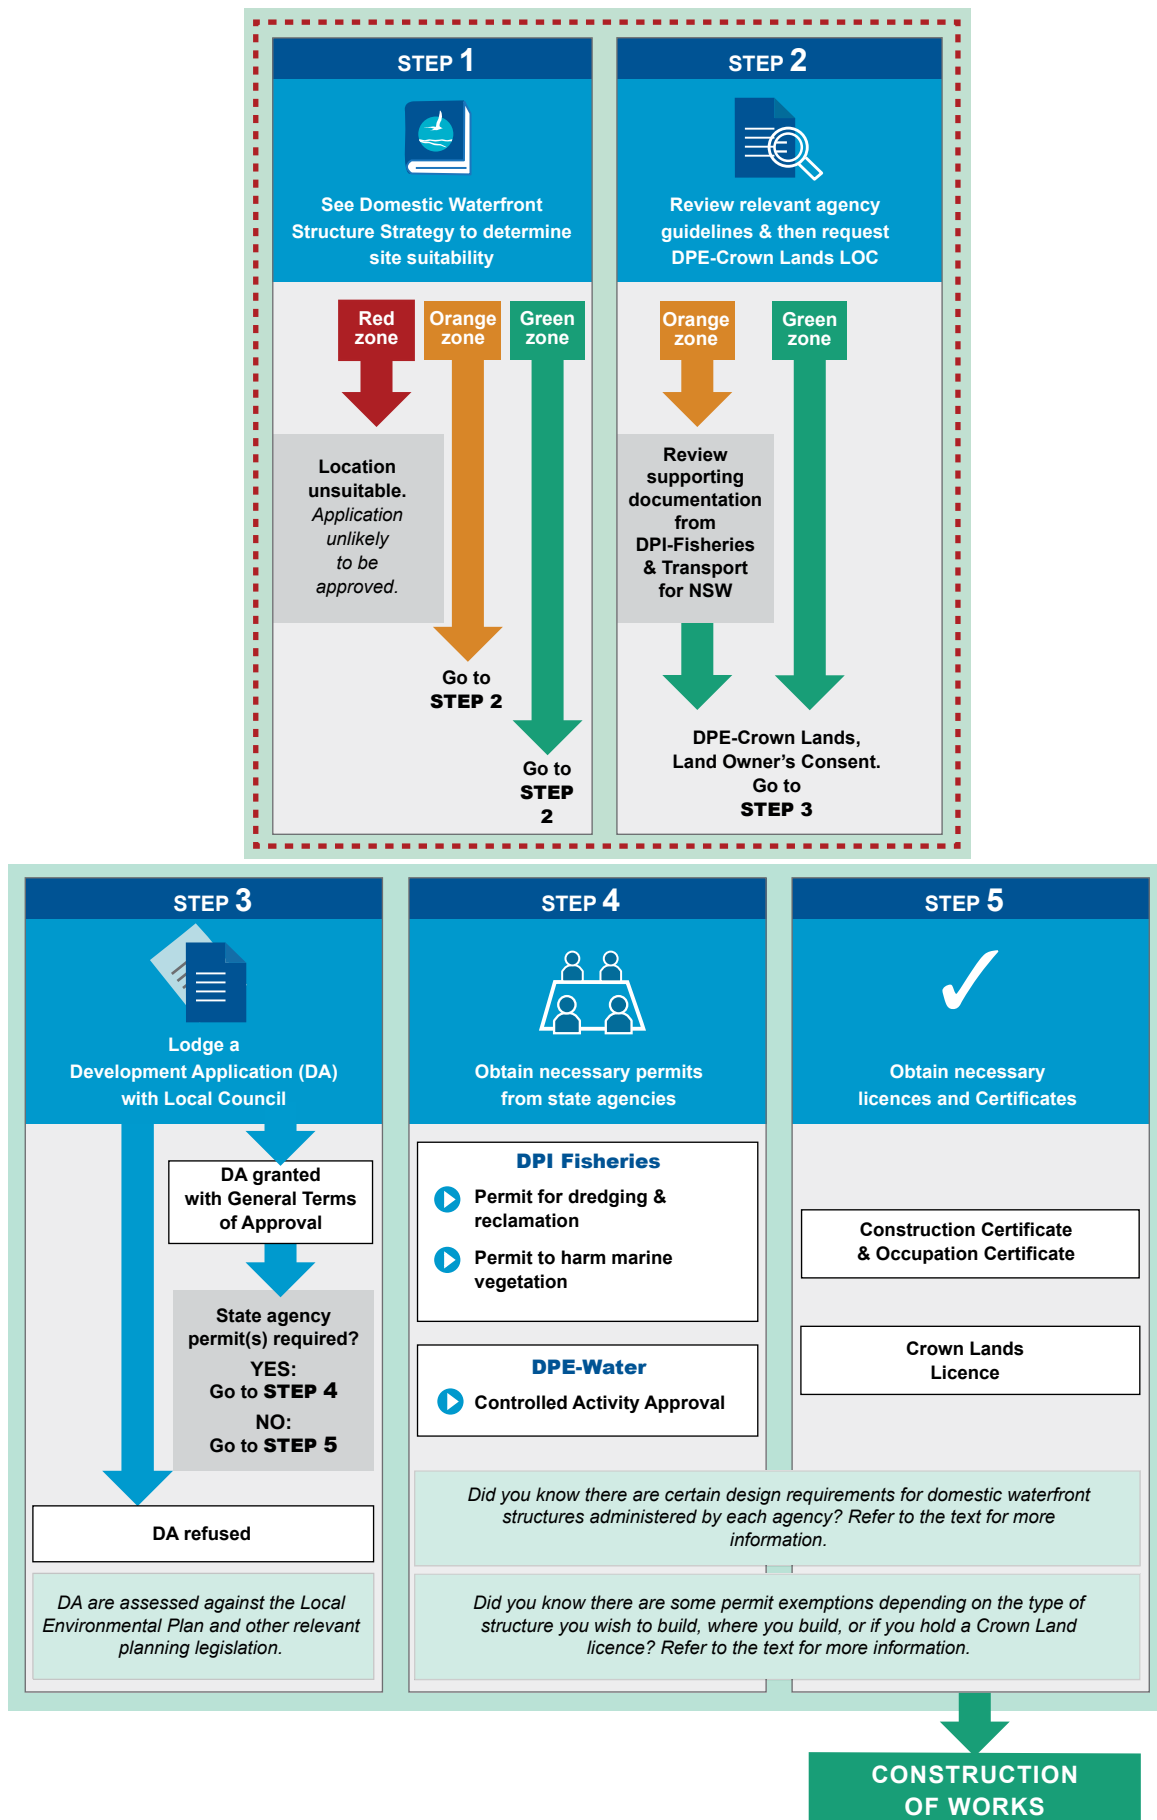 STEP 1
See Domestic Waterfront
Structure Strategy to determine
site suitability
Red
zone
Orange
zone
Green
zone
Location
unsuitable.
Application
unlikely
to be
approved.
Go to
STEP 2
Go to
STEP
2
STEP 2
Review relevant agency
guidelines & then request
DPE-Crown Lands LOC
Orange
zone
Green
zone
Review
supporting
documentation
from
DPI-Fisheries
& Transport
for NSW
DPE-Crown Lands,
Land Owner's Consent.
Go to
STEP 3
STEP 3
Lodge a
Development Application (DA)
with Local Council
DA granted
with General Terms
of Approval
State agency
permit(s) required?
YES:
Go to STEP 4
NO:
Go to STEP 5
DA refused
DA are assessed against the Local
Environmental Plan and other relevant
planning legislation.
STEP 4
Obtain necessary permits
from state agencies
DPI Fisheries
Permit for dredging &
reclamation
Permit to harm marine
vegetation
DPE-Water
Controlled Activity Approval
STEP 5
Obtain necessary
licences and Certificates
Construction Certificate
& Occupation Certificate
Crown Lands
Licence
Did you know there are certain design requirements for domestic waterfront
structures administered by each agency? Refer to the text for more
information.
Did you know there are some permit exemptions depending on the type of
structure you wish to build, where you build, or if you hold a Crown Land
licence? Refer to the text for more information.
CONSTRUCTION
OF WORKS